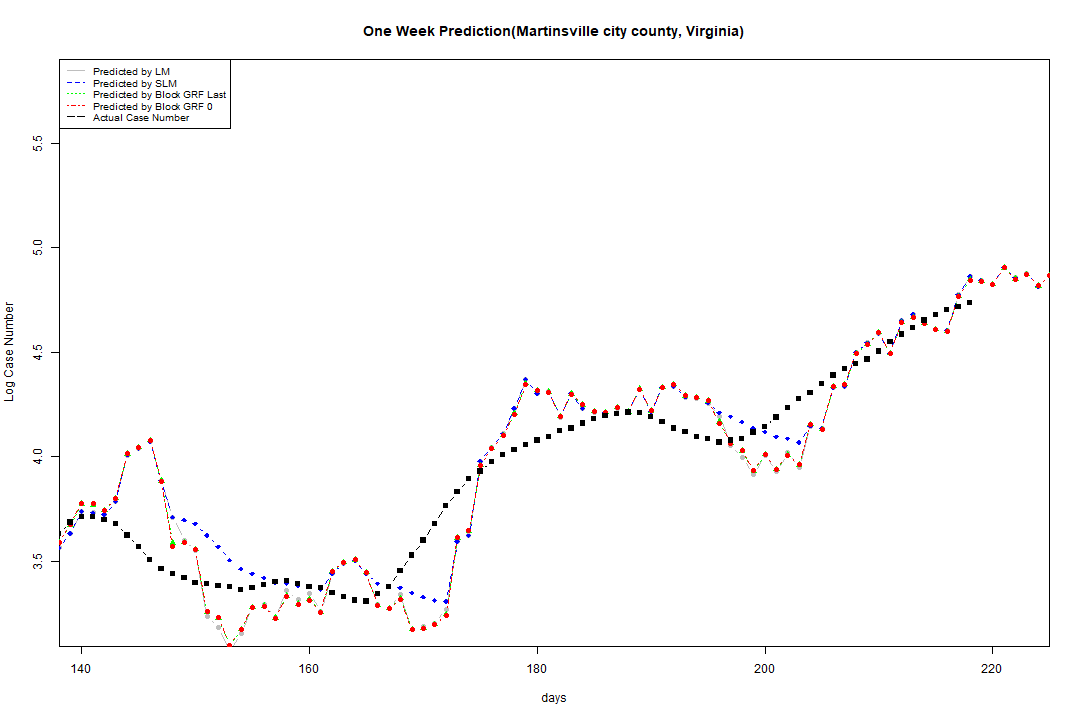 One Week Prediction(Martinsville city county, Virginia)
Predicted by LM
Predicted by SLM
Predicted by Block GRF Last
Predicted by Block GRF 0
Actual Case Number
5.5
5.0
4.5
4.0
3.5
Log Case Number
140 160 180 200 220
days